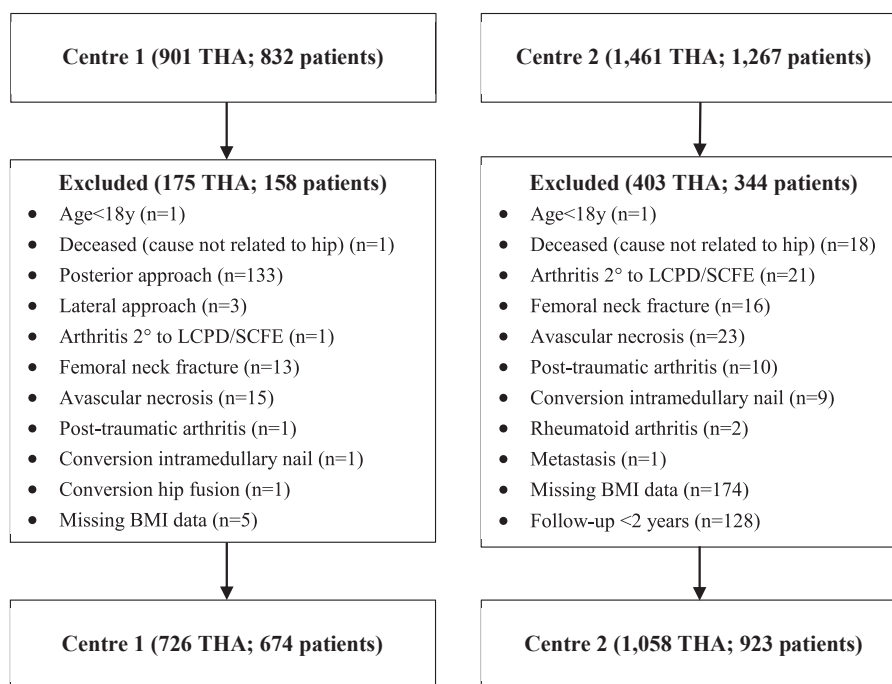 Centre 1 (901 THA; 832 patients)
Excluded (175 THA; 158 patients)
• Age<18y (n=1)
• Deceased (cause not related to hip) (n=1)
• Posterior approach (n=133)
• Lateral approach (n=3)
• Arthritis 2° to LCPD/SCFE (n=1)
• Femoral neck fracture (n=13)
• Avascular necrosis (n=15)
• Post-traumatic arthritis (n=1)
• Conversion intramedullary nail (n=1)
• Conversion hip fusion (n=1)
• Missing BMI data (n=5)
Centre 1 (726 THA; 674 patients)
Centre 2 (1,461 THA; 1,267 patients)
Excluded (403 THA; 344 patients)
• Age<18y (n=1)
• Deceased (cause not related to hip) (n=18)
• Arthritis 2° to LCPD/SCFE (n=21)
• Femoral neck fracture (n=16)
• Avascular necrosis (n=23)
• Post-traumatic arthritis (n=10)
• Conversion intramedullary nail (n=9)
• Rheumatoid arthritis (n=2)
• Metastasis (n=1)
• Missing BMI data (n=174)
• Follow-up <2 years (n=128)
Centre 2 (1,058 THA; 923 patients)